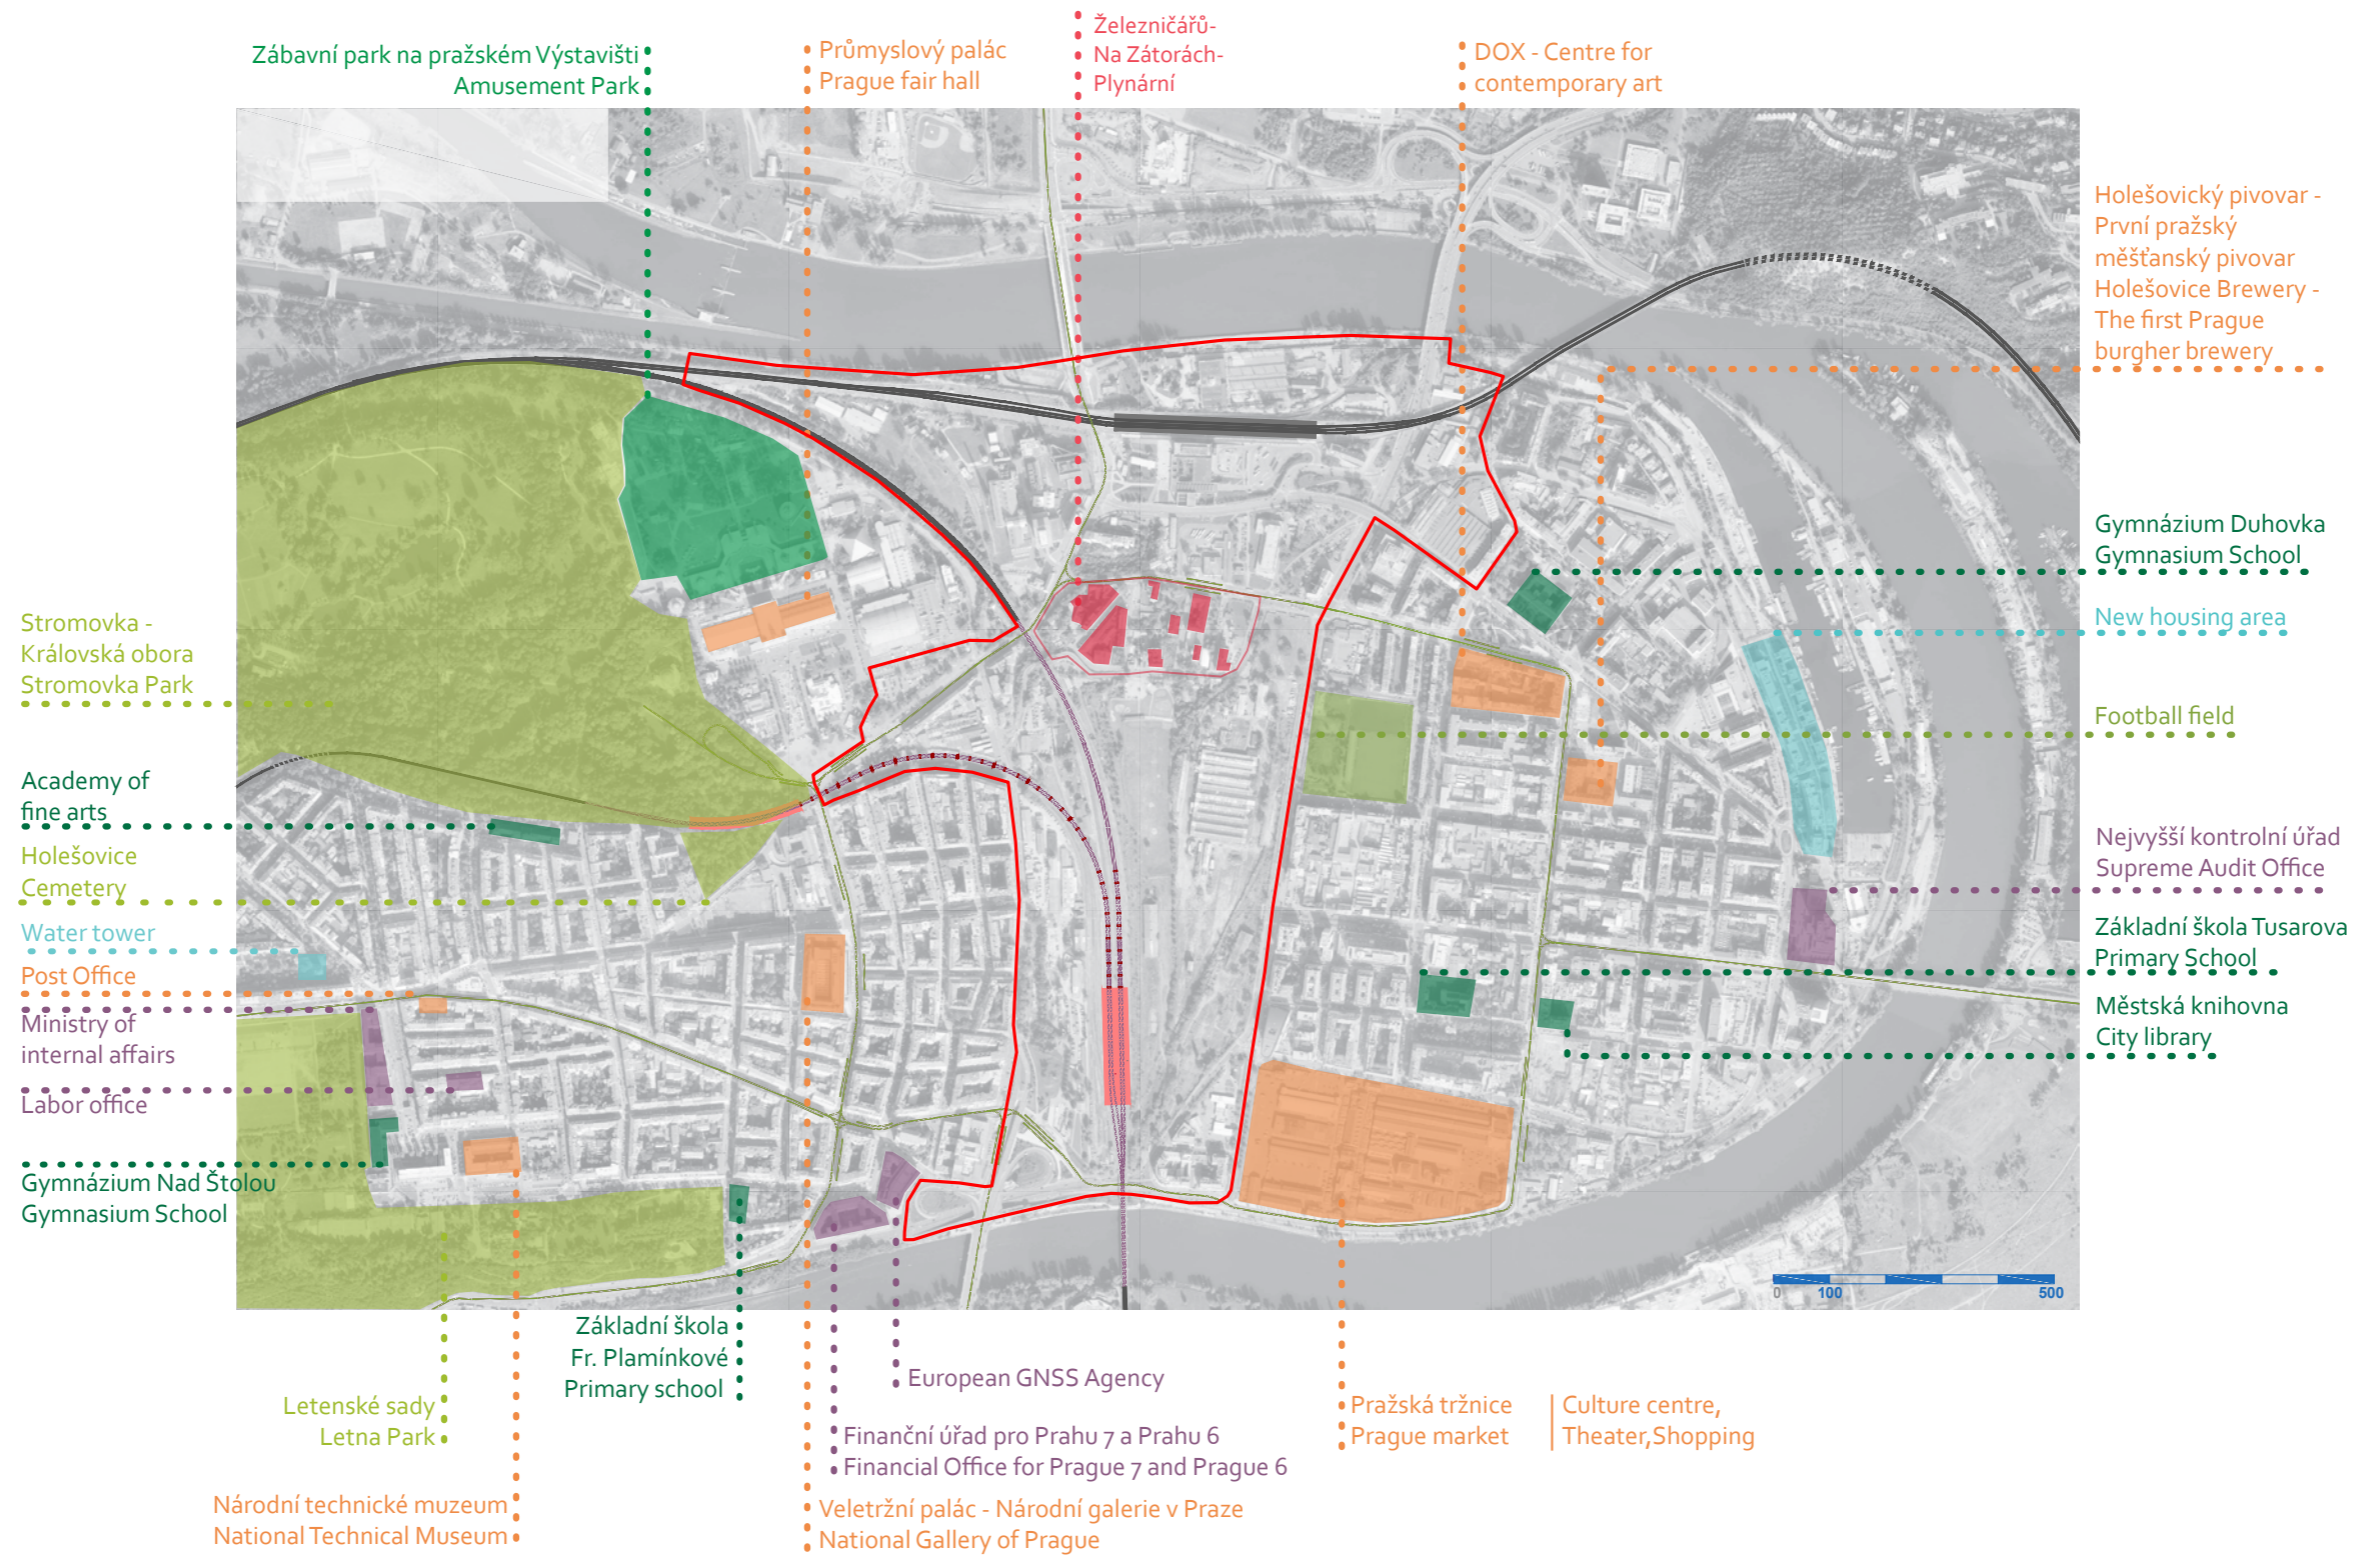 Zábavní park na pražském Výstavišti
Amusement Park
Průmyslový palác
Prague fair hall
Železničářů-
Na Zátorách-
Plynární
DOX - Centre for
contemporary art
Holešovický pivovar -
První pražský
měšťanský pivovar
Holešovice Brewery -
The first Prague
burgher brewery
Gymnázium Duhovka
Gymnasium School
New housing area
Football field
Nejvyšší kontrolní úřad
Supreme Audit Office
Základní škola Tusarova
Primary School
Městská knihovna
City library
Stromovka -
Královská obora
Stromovka Park
Academy of
fine arts
Holešovice
Cemetery
Water tower
Post Office
Ministry of
internal affairs
Labor office
Gymnázium Nad Štolou
Gymnasium School
0 100 500
Základní škola
Fr. Plamínkové
Primary school
European GNSS Agency
Letenské sady
Letna Park
Finanční úřad pro Prahu 7 a Prahu 6
Financial Office for Prague 7 and Prague 6
Pražská tržnice
Prague market
Culture centre,
Theater,Shopping
Národní technické muzeum
National Technical Museum
Veletržní palác - Národní galerie v Praze
National Gallery of Prague